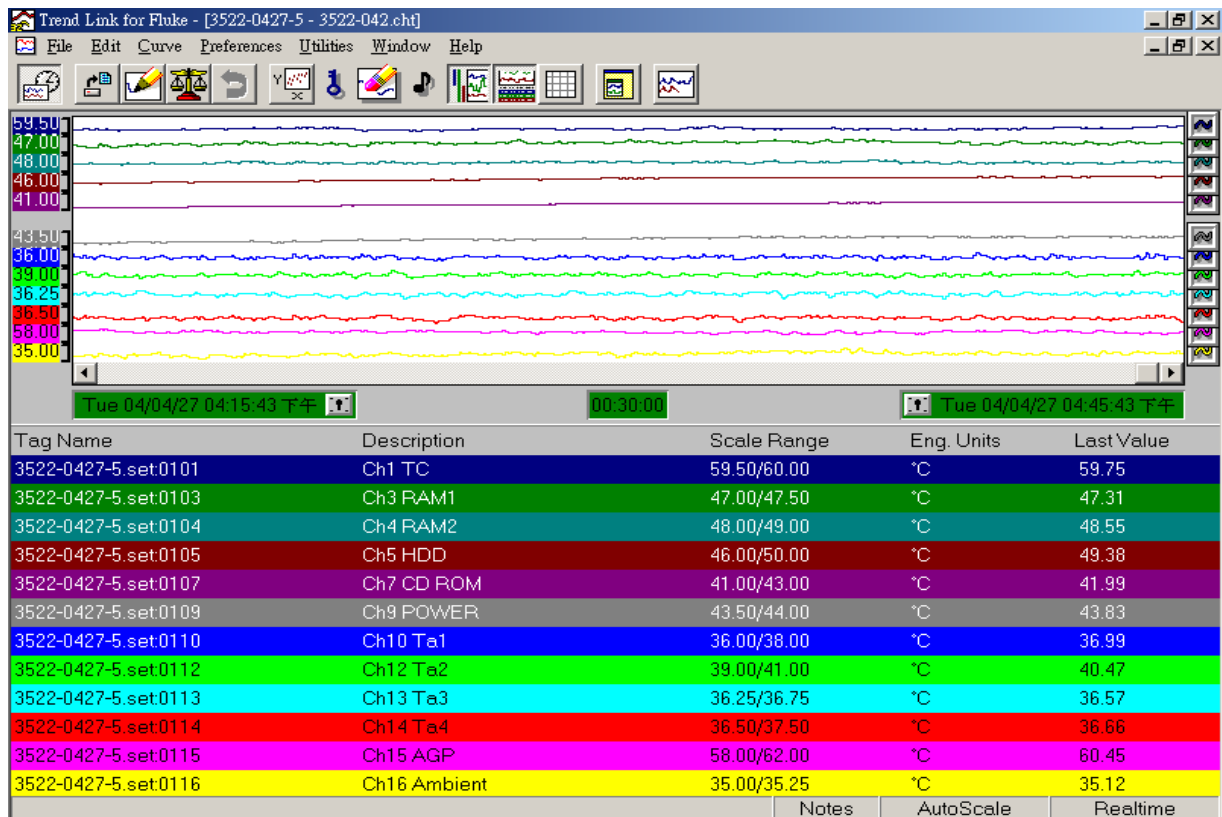 Trend Link for Fluke - [3522-0427-5 - 3522-042.cht]
File Edit Curve Preferences Utilities Window Help
59.50
47.00
48.00
46.00
41.00
43.50
36.00
39.00
36.25
36.50
58.00
35.00
Tue 04/04/27 04:15:43 下午 00:30:00 Tue 04/04/27 04:45:43 下午
Tag Name Description Scale Range Eng. Units Last Value
3522-0427-5.set:0101 Ch1 TC 59.50/60.00 °C 59.75
3522-0427-5.set:0103 Ch3 RAM1 47.00/47.50 °C 47.31
3522-0427-5.set:0104 Ch4 RAM2 48.00/49.00 °C 48.55
3522-0427-5.set:0105 Ch5 HDD 46.00/50.00 °C 49.38
3522-0427-5.set:0107 Ch7 CD ROM 41.00/43.00 °C 41.99
3522-0427-5.set:0109 Ch9 POWER 43.50/44.00 °C 43.83
3522-0427-5.set:0110 Ch10 Ta1 36.00/38.00 °C 36.99
3522-0427-5.set:0112 Ch12 Ta2 39.00/41.00 °C 40.47
3522-0427-5.set:0113 Ch13 Ta3 36.25/36.75 °C 36.57
3522-0427-5.set:0114 Ch14 Ta4 36.50/37.50 °C 36.66
3522-0427-5.set:0115 Ch15 AGP 58.00/62.00 °C 60.45
3522-0427-5.set:0116 Ch16 Ambient 35.00/35.25 °C 35.12
Notes AutoScale Realtime